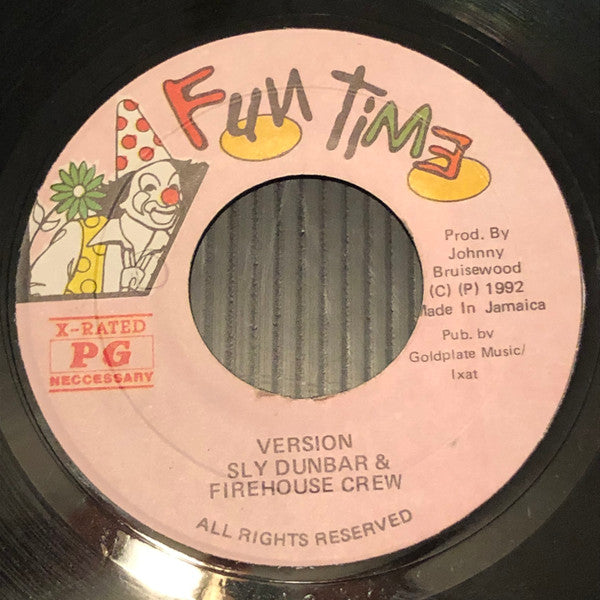 Fun Time
Prod. By
Johnny
Bruisewood
(C) (P) 1992
Made In Jamaica
Pub. by
Goldplate Music/
Ixat
X-RATED
PG
NECCESSARY
VERSION
SLY DUNBAR &
FIREHOUSE CREW
ALL RIGHTS RESERVED